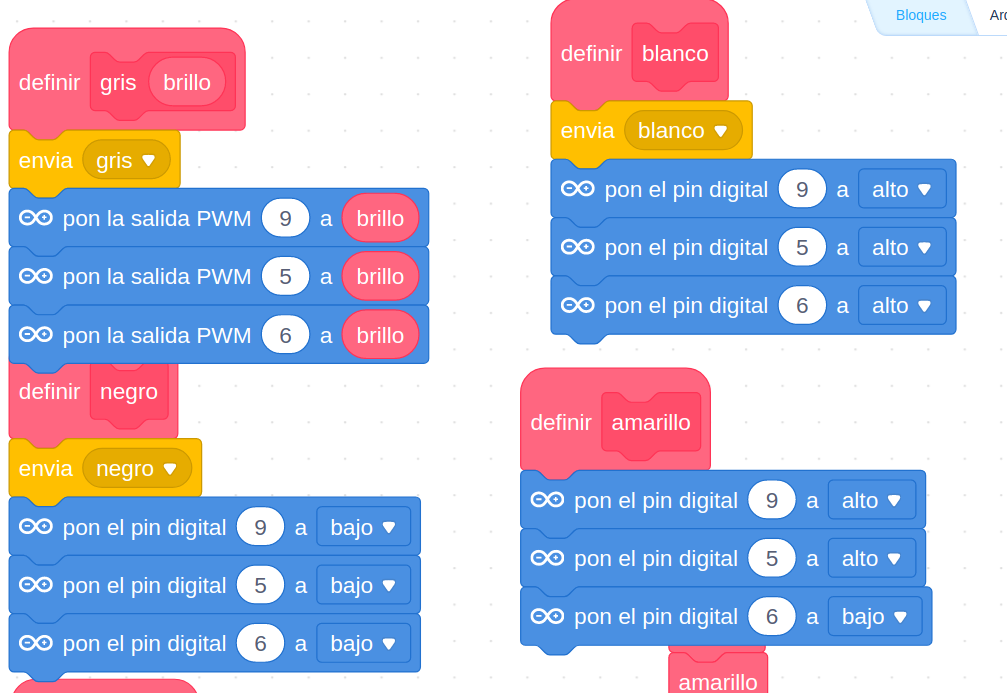 Bloques
definir gris brillo
envia gris
pon la salida PWM 9 a brillo
pon la salida PWM 5 a brillo
pon la salida PWM 6 a brillo
definir negro
envia negro
pon el pin digital 9 a bajo
pon el pin digital 5 a bajo
pon el pin digital 6 a bajo
definir blanco
envia blanco
pon el pin digital 9 a alto
pon el pin digital 5 a alto
pon el pin digital 6 a alto
definir amarillo
pon el pin digital 9 a alto
pon el pin digital 5 a alto
pon el pin digital 6 a bajo
amarillo